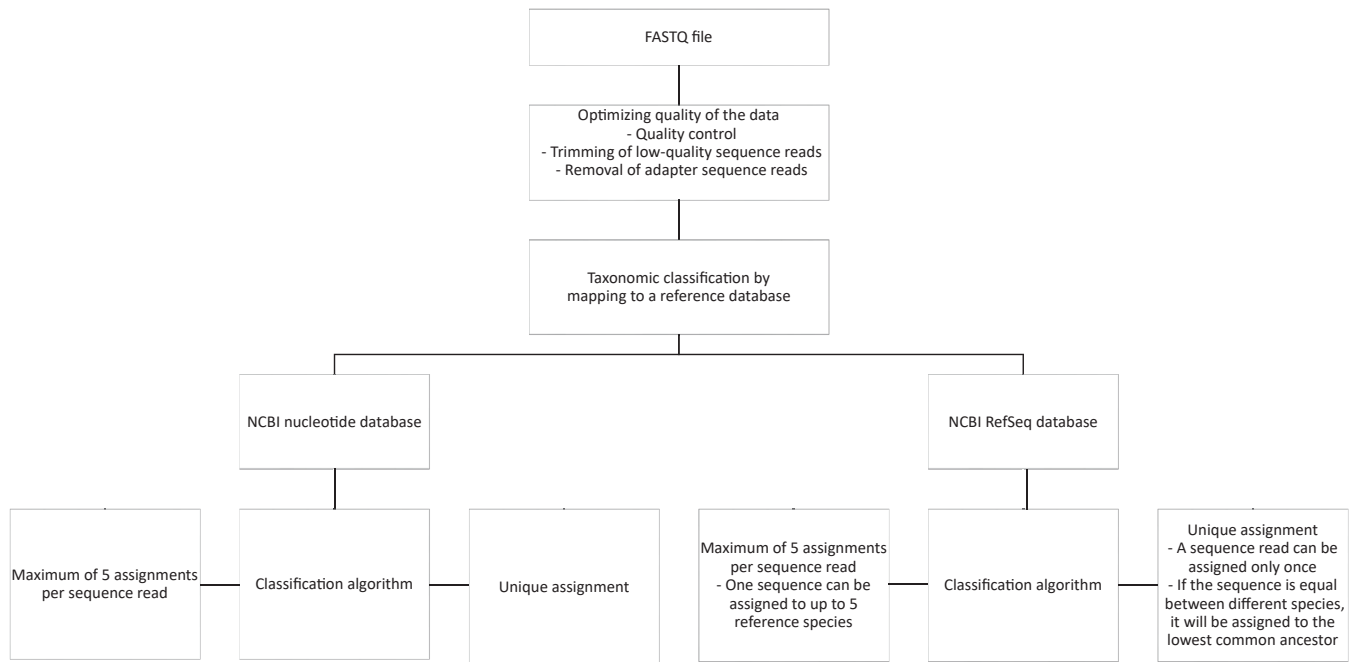 FASTQ file
Optimizing quality of the data
- Quality control
- Trimming of low-quality sequence reads
- Removal of adapter sequence reads
Taxonomic classification by
mapping to a reference database
NCBI nucleotide database
NCBI RefSeq database
Maximum of 5 assignments
per sequence read
Classification algorithm
Unique assignment
Maximum of 5 assignments
per sequence read
- One sequence can be
assigned to up to 5
reference species
Classification algorithm
Unique assignment
- A sequence read can be
assigned only once
- If the sequence is equal
between different species,
it will be assigned to the
lowest common ancestor